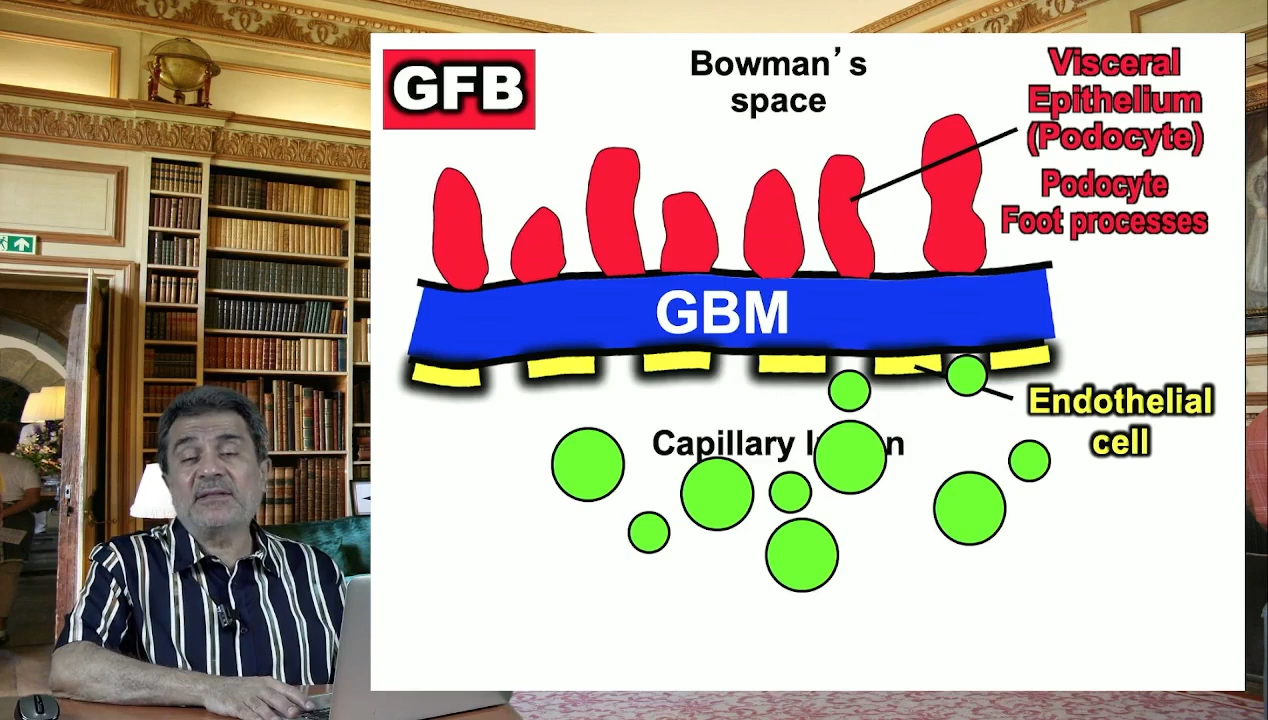 GFB
Bowman's
space
Visceral
Epithelium
(Podocyte)
Podocyte
Foot processes
GBM
Endothelial
cell
Capillary